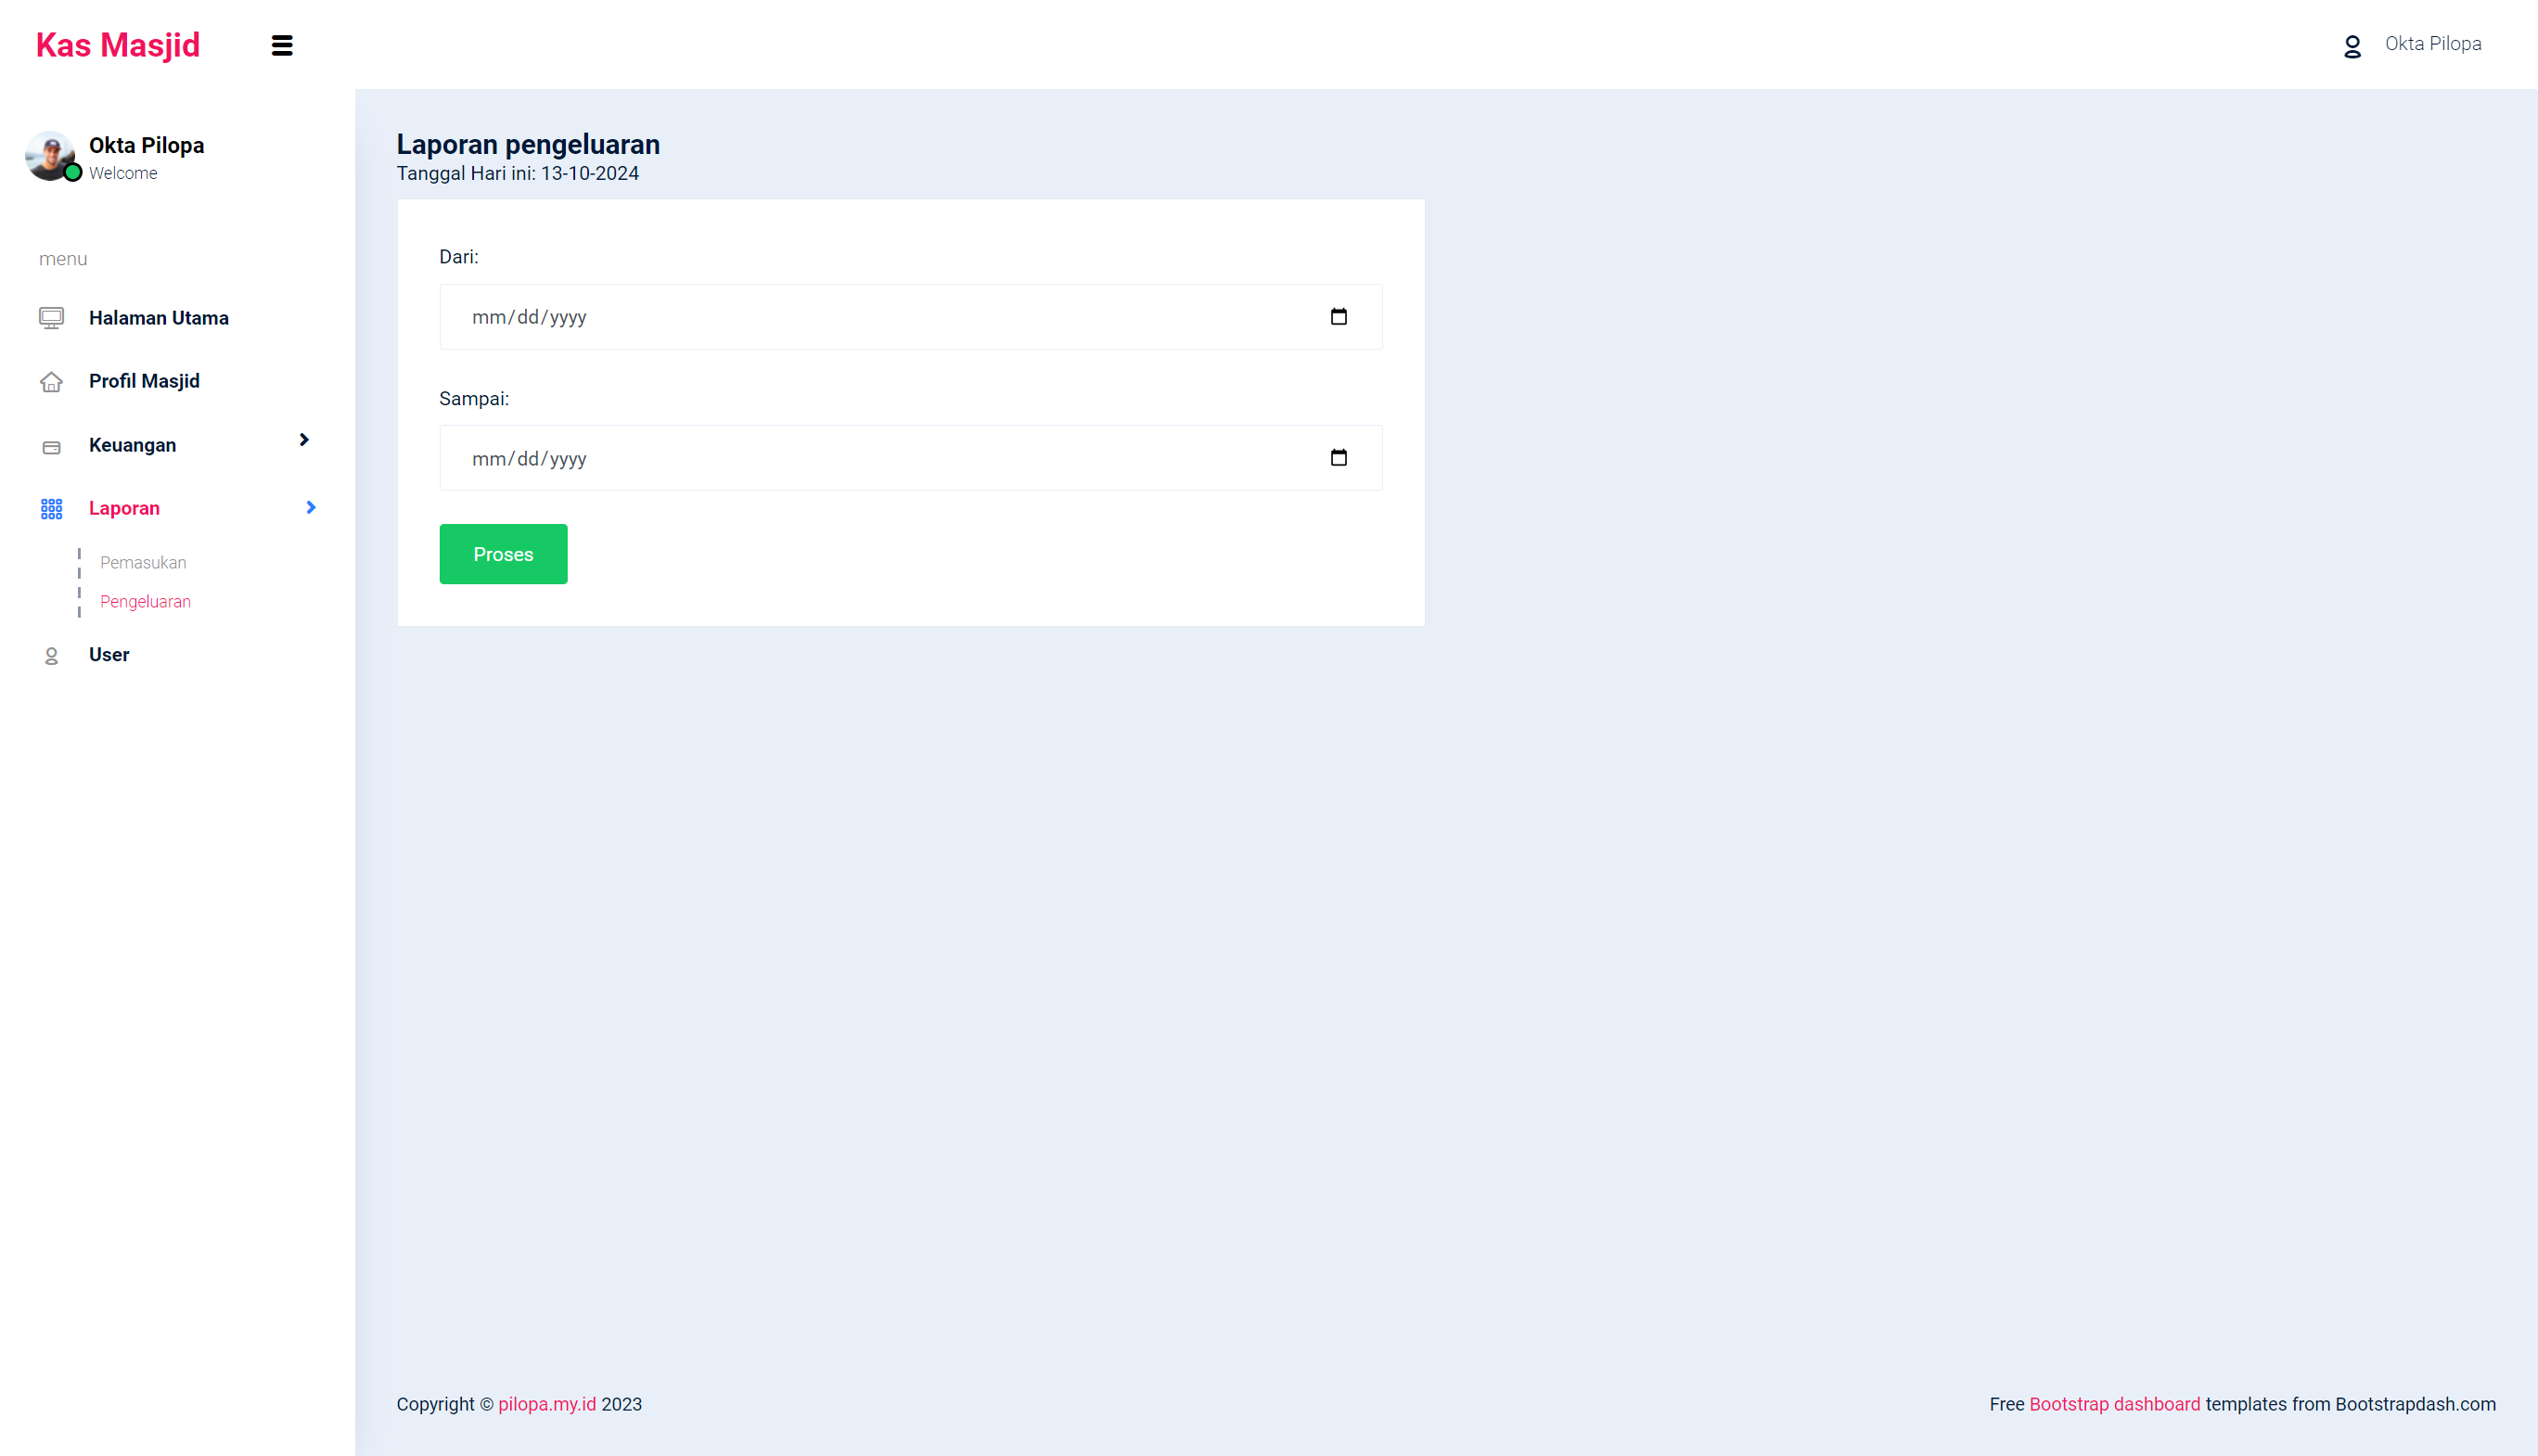 Kas Masjid
Okta Pilopa
Okta Pilopa
Welcome
menu
Halaman Utama
Profil Masjid
Keuangan
Laporan
Pemasukan
Pengeluaran
User
Laporan pengeluaran
Tanggal Hari ini: 13-10-2024
Dari:
mm/dd/yyyy
Sampai:
mm/dd/yyyy
Proses
Copyright © pilopa.my.id 2023
Free Bootstrap dashboard templates from Bootstrapdash.com